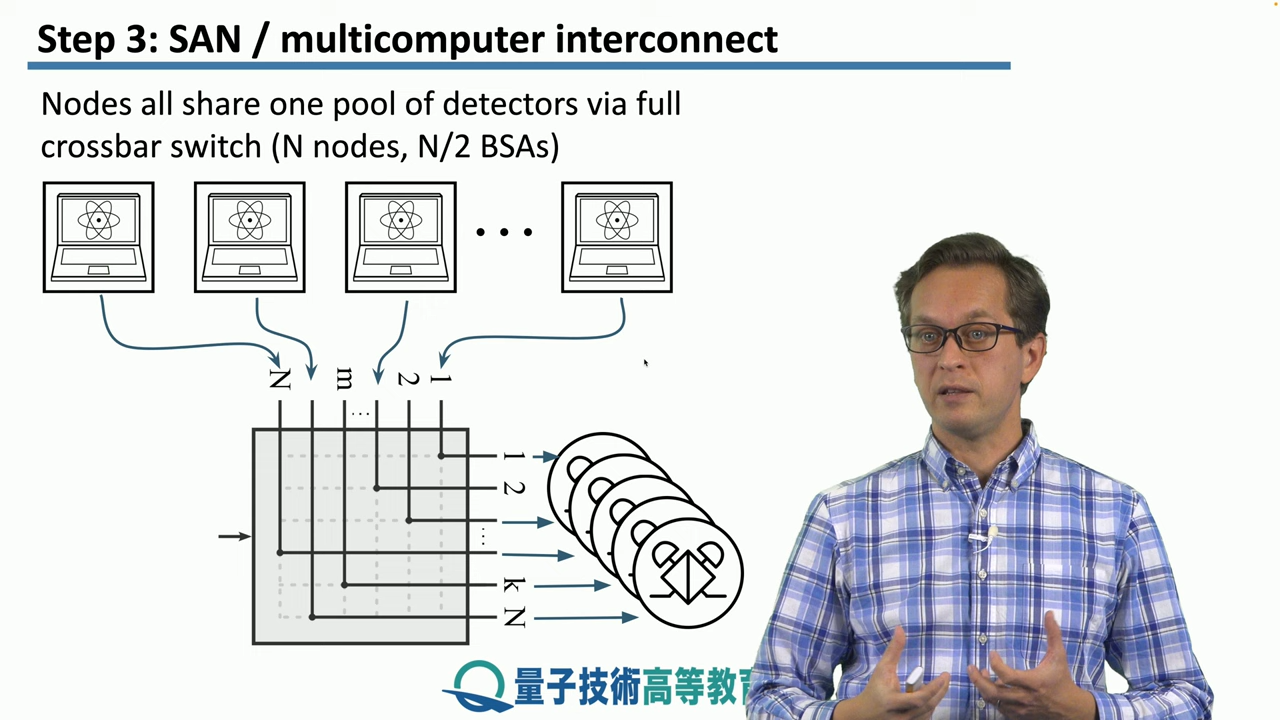 Step 3: SAN / multicomputer interconnect
Nodes all share one pool of detectors via full
crossbar switch (N nodes, N/2 BSAs)
...
N m 2 1
...
1
2
...
k
N
量子技術高等教育